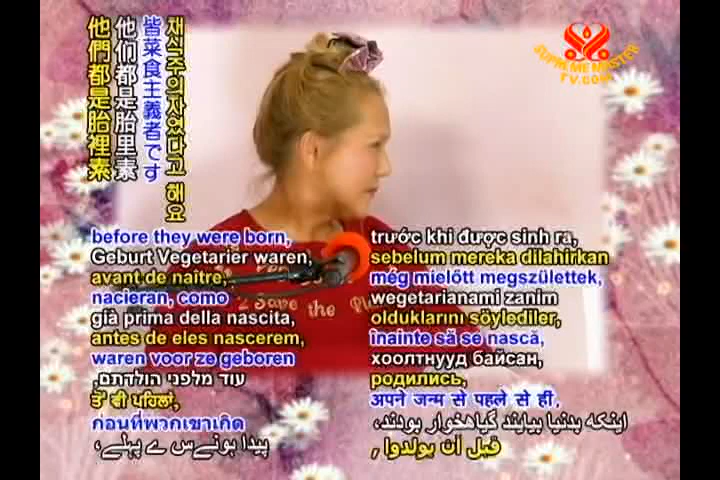 재식주의자였다고 해요
皆菜食主義者です
他们都是胎里素
他們都是胎裡素
SUPREME MASTER
TV.COM
before they were born,
Geburt Vegetarier waren,
avant de naître,
nacieran, como
già prima della nascita,
antes de eles nascerem,
waren voor ze geboren
עוד מלפני הולדתם,
ਤੋਂ ਵੀ ਪਹਿਲਾਂ,
ก่อนที่พวกเขาเกิด
پیدا ہونے سے پہلے،
trước khi được sinh ra,
sebelum mereka dilahirkan
még mielőtt megszülettek,
wegetarianami zanim
olduklarını söylediler,
înainte să se nască,
хоолтнууд байсан,
родились,
अपने जन्म से पहले से हीं,
اینکه بدنیا بیایند گیاهخوار بودند،
قبل أن يولدوا ,
Save the